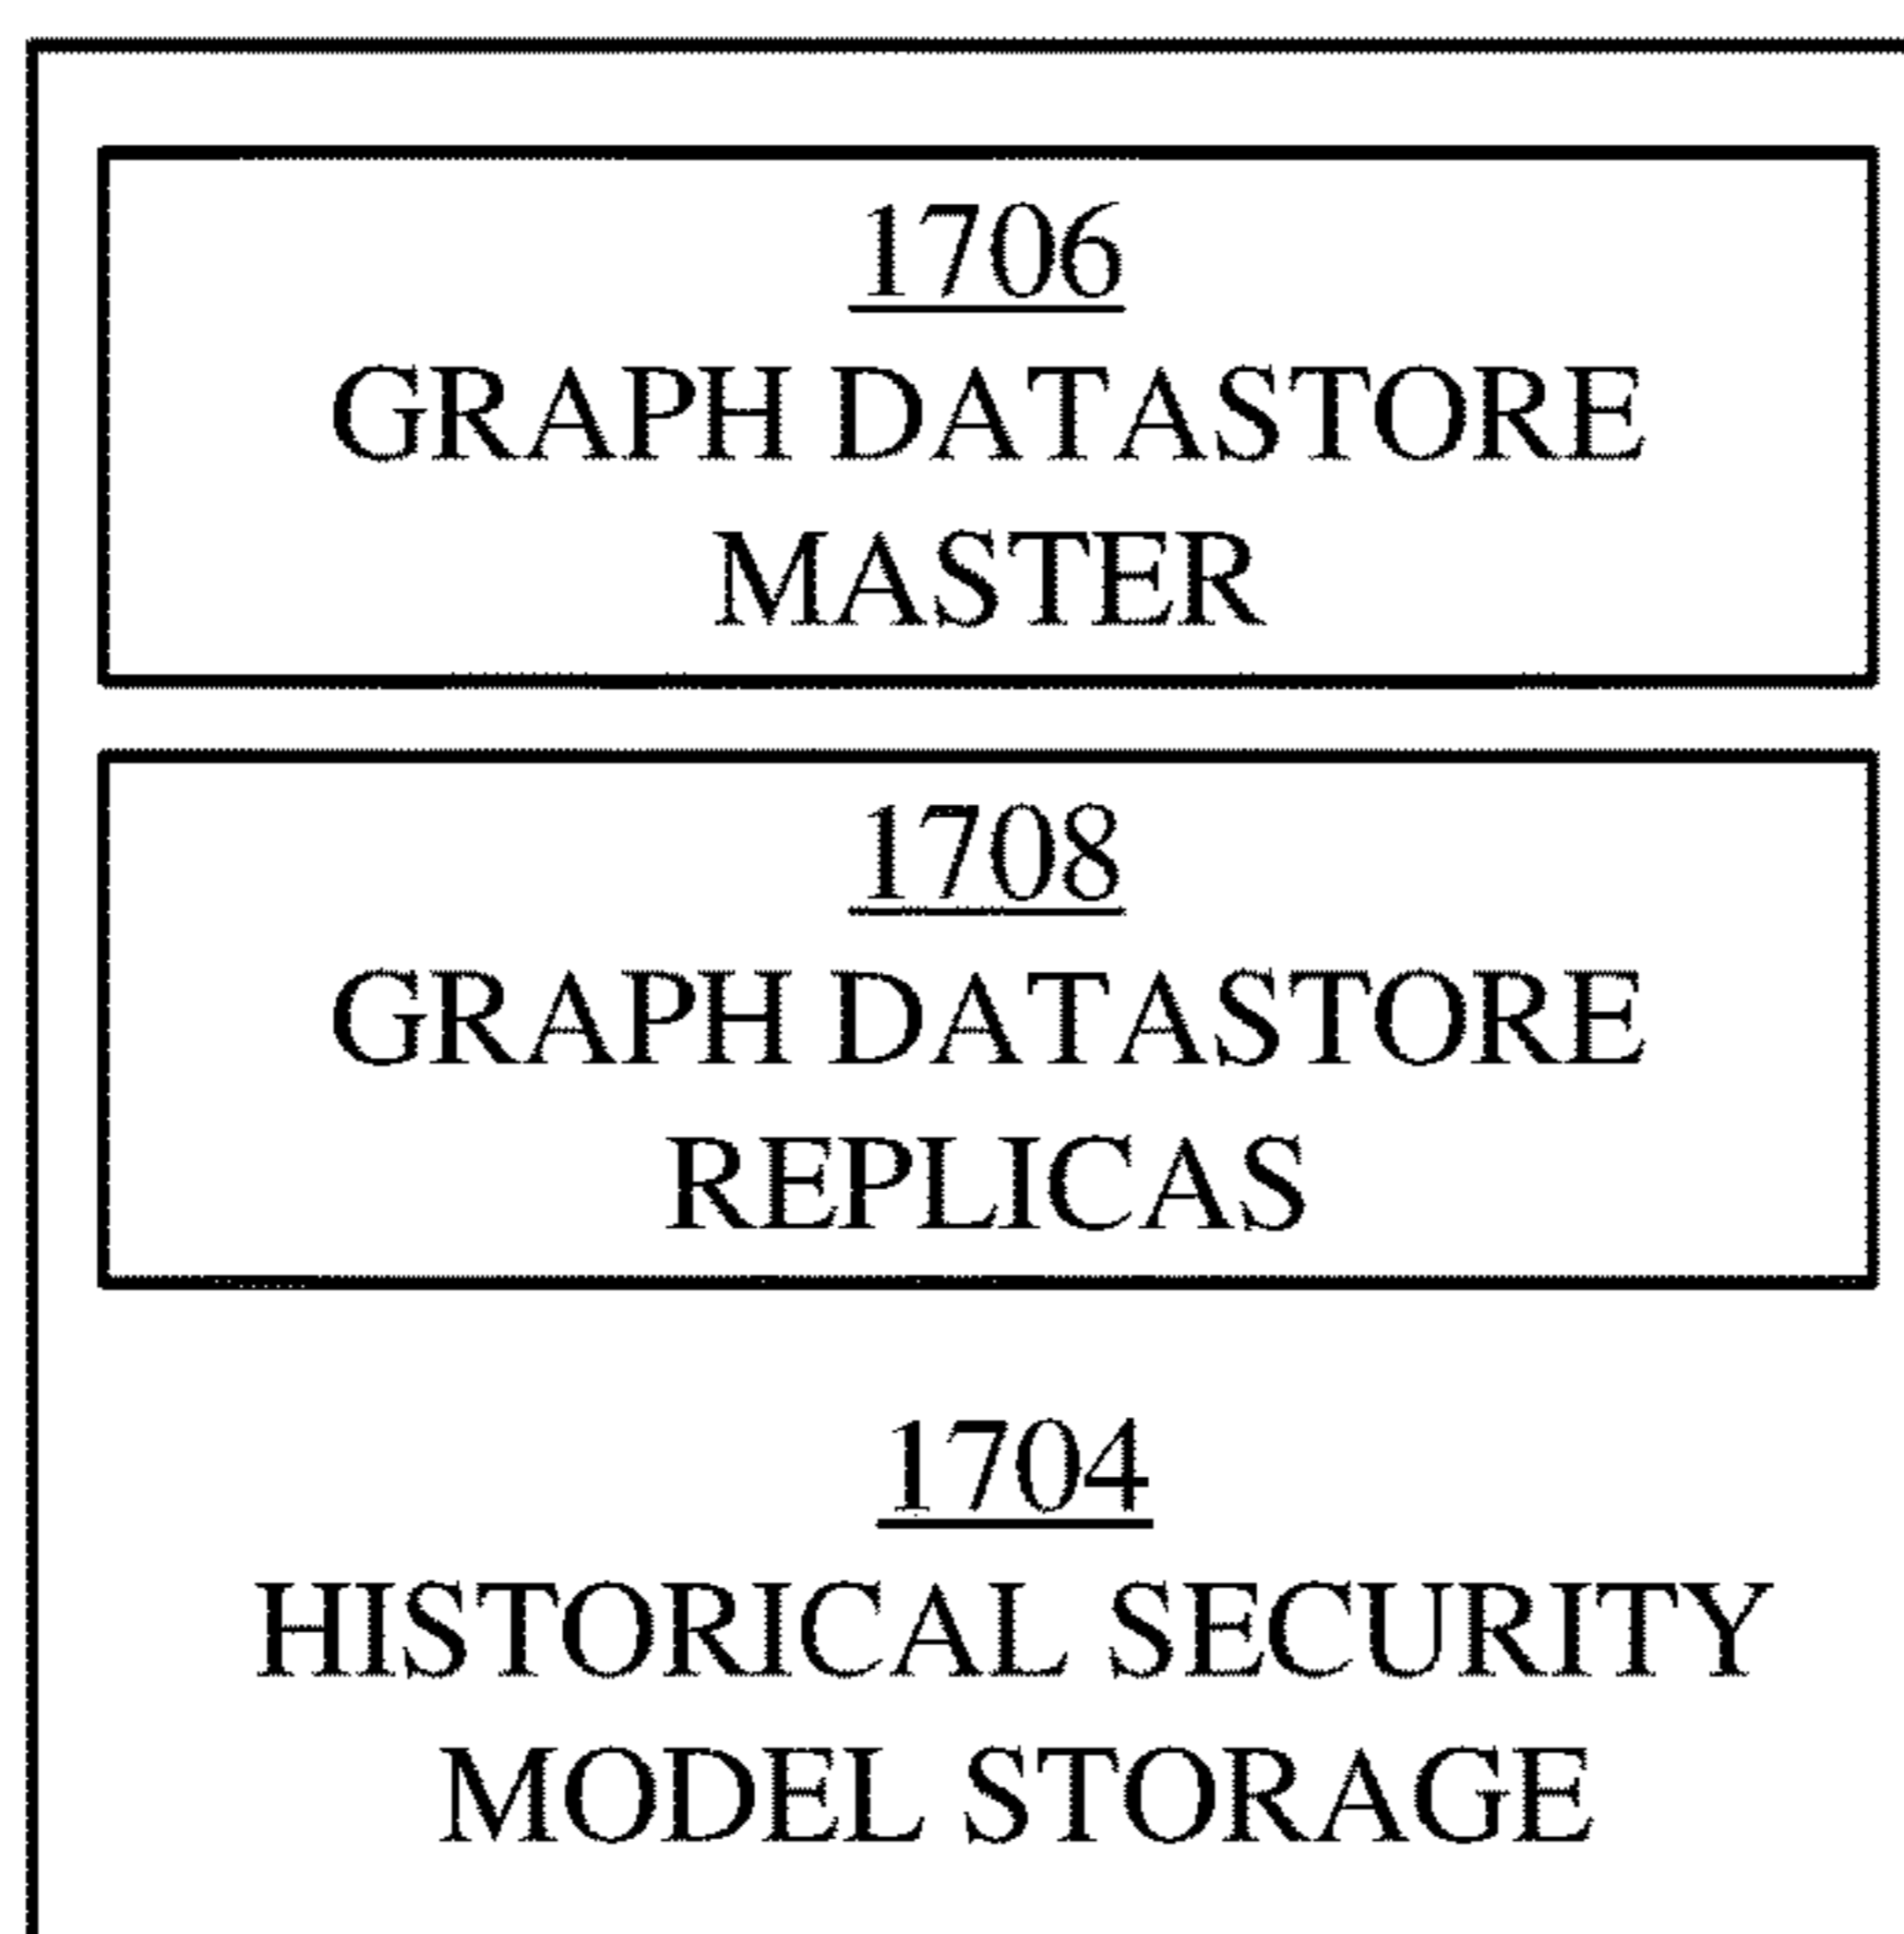 1706
GRAPH DATASTORE
MASTER
1708
GRAPH DATASTORE
REPLICAS
1704
HISTORICAL SECURITY
MODEL STORAGE